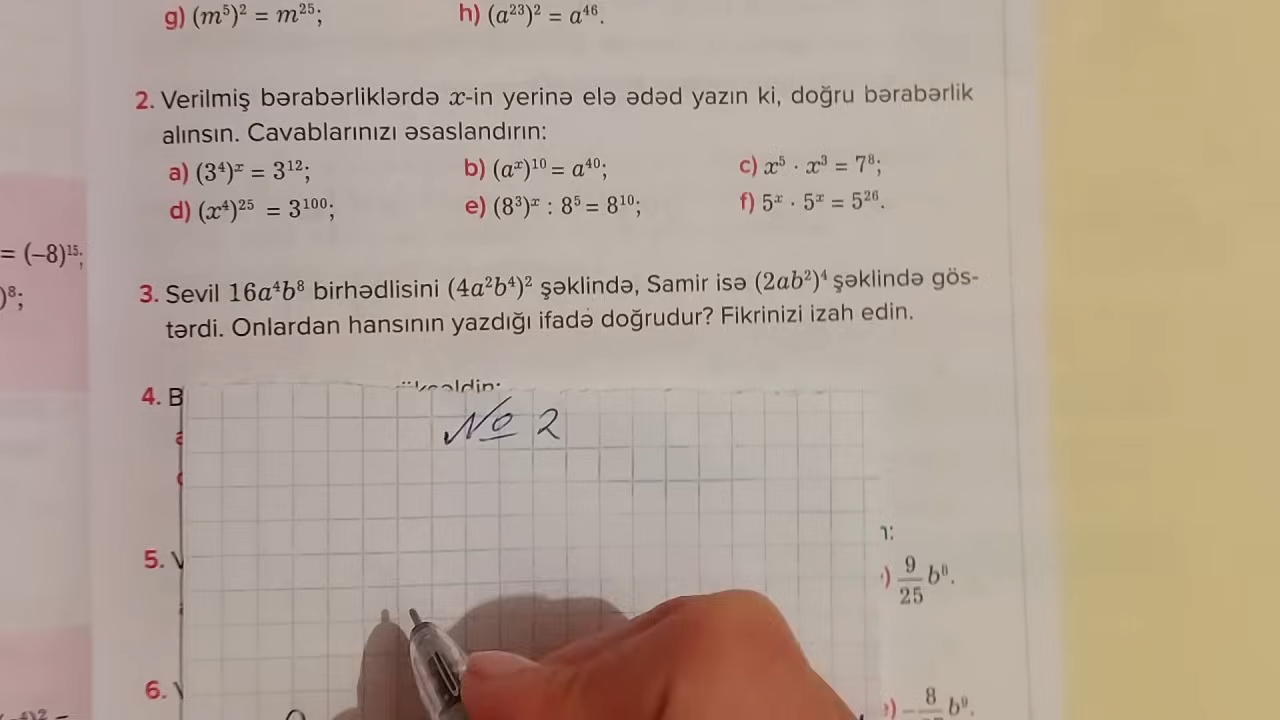 g) (m⁵)² = m²⁵; h) (a²³)² = a⁴⁶.
2. Verilmiş bərabərliklərdə x-in yerinə elə ədəd yazın ki, doğru bərabərlik
alınsın. Cavablarınızı əsaslandırın:
a) (3⁴)ˣ = 3¹²; b) (aˣ)¹⁰ = a⁴⁰; c) x⁵ · x³ = 7⁸;
d) (x⁴)²⁵ = 3¹⁰⁰; e) (8³)ˣ : 8⁵ = 8¹⁰; f) 5ˣ · 5ˣ = 5²⁶.
= (–8)¹⁵;
)⁸;
3. Sevil 16a⁴b⁸ birhədlisini (4a²b⁴)² şəklində, Samir isə (2ab²)⁴ şəklində gös-
tərdi. Onlardan hansının yazdığı ifadə doğrudur? Fikrinizi izah edin.
4. B
№ 2
5.
) 9/25
6.
) – 8 b⁹.